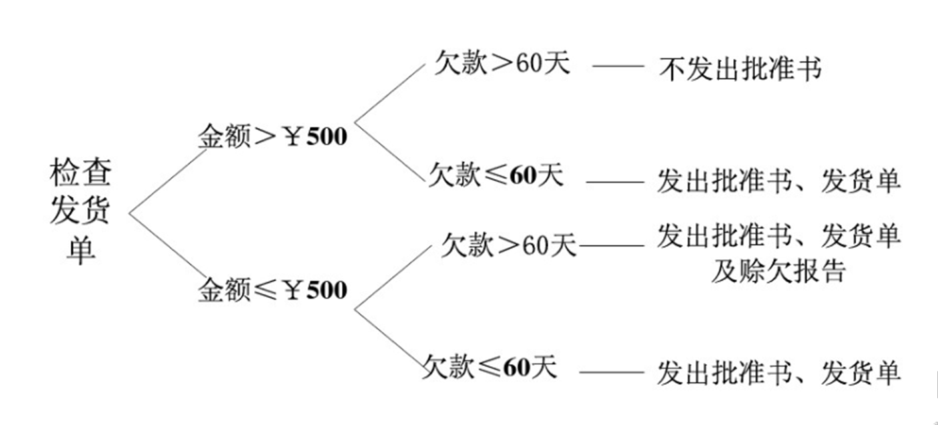 欠款>60天
不发出批准书
金额>￥500
欠款≤60天
发出批准书、发货单
检查
发货
单
欠款>60天
发出批准书、发货单
及赊欠报告
金额≤￥500
欠款≤60天
发出批准书、发货单